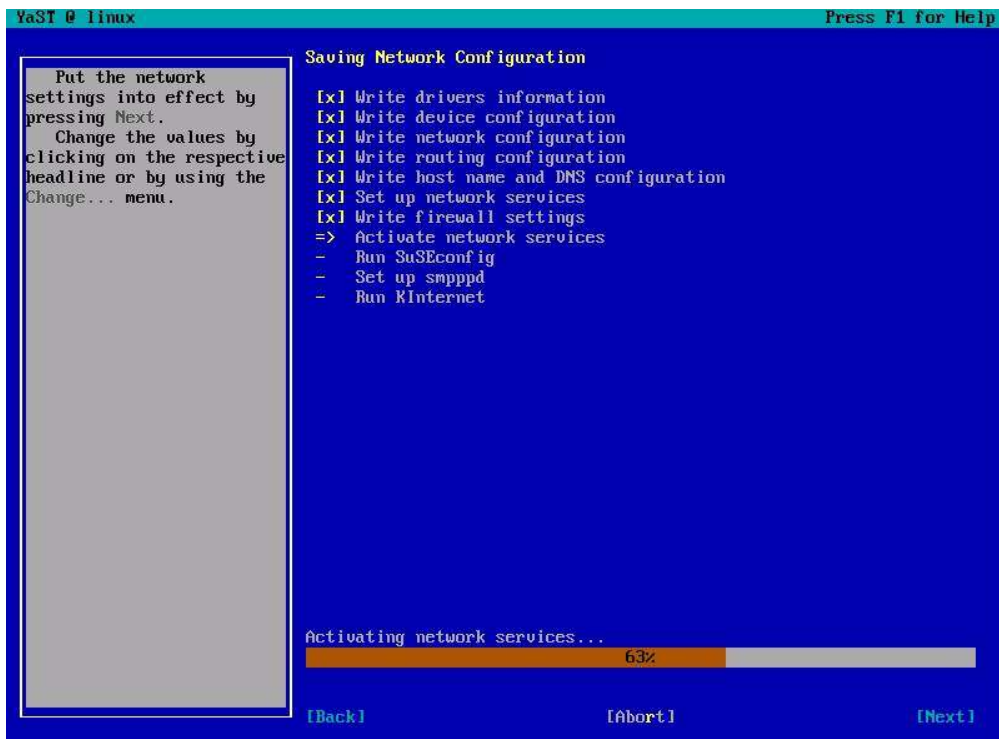 YaST @ linux Press F1 for Help
Put the network
settings into effect by
pressing Next.
Change the values by
clicking on the respective
headline or by using the
Change... menu.
Saving Network Configuration
[x] Write drivers information
[x] Write device configuration
[x] Write network configuration
[x] Write routing configuration
[x] Write host name and DNS configuration
[x] Set up network services
[x] Write firewall settings
=> Activate network services
- Run SuSEconfig
- Set up smpppd
- Run KInternet
Activating network services...
63%
[Back] [Abort] [Next]